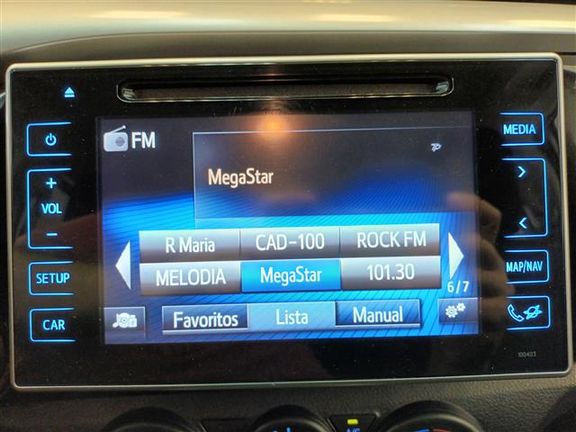 MEDIA
FM
VOL
MegaStar
R Maria CAD-100 ROCK FM
MELODIA MegaStar 101.30
6/7
SETUP
MAP/NAV
CAR
Favoritos Lista Manual
100403